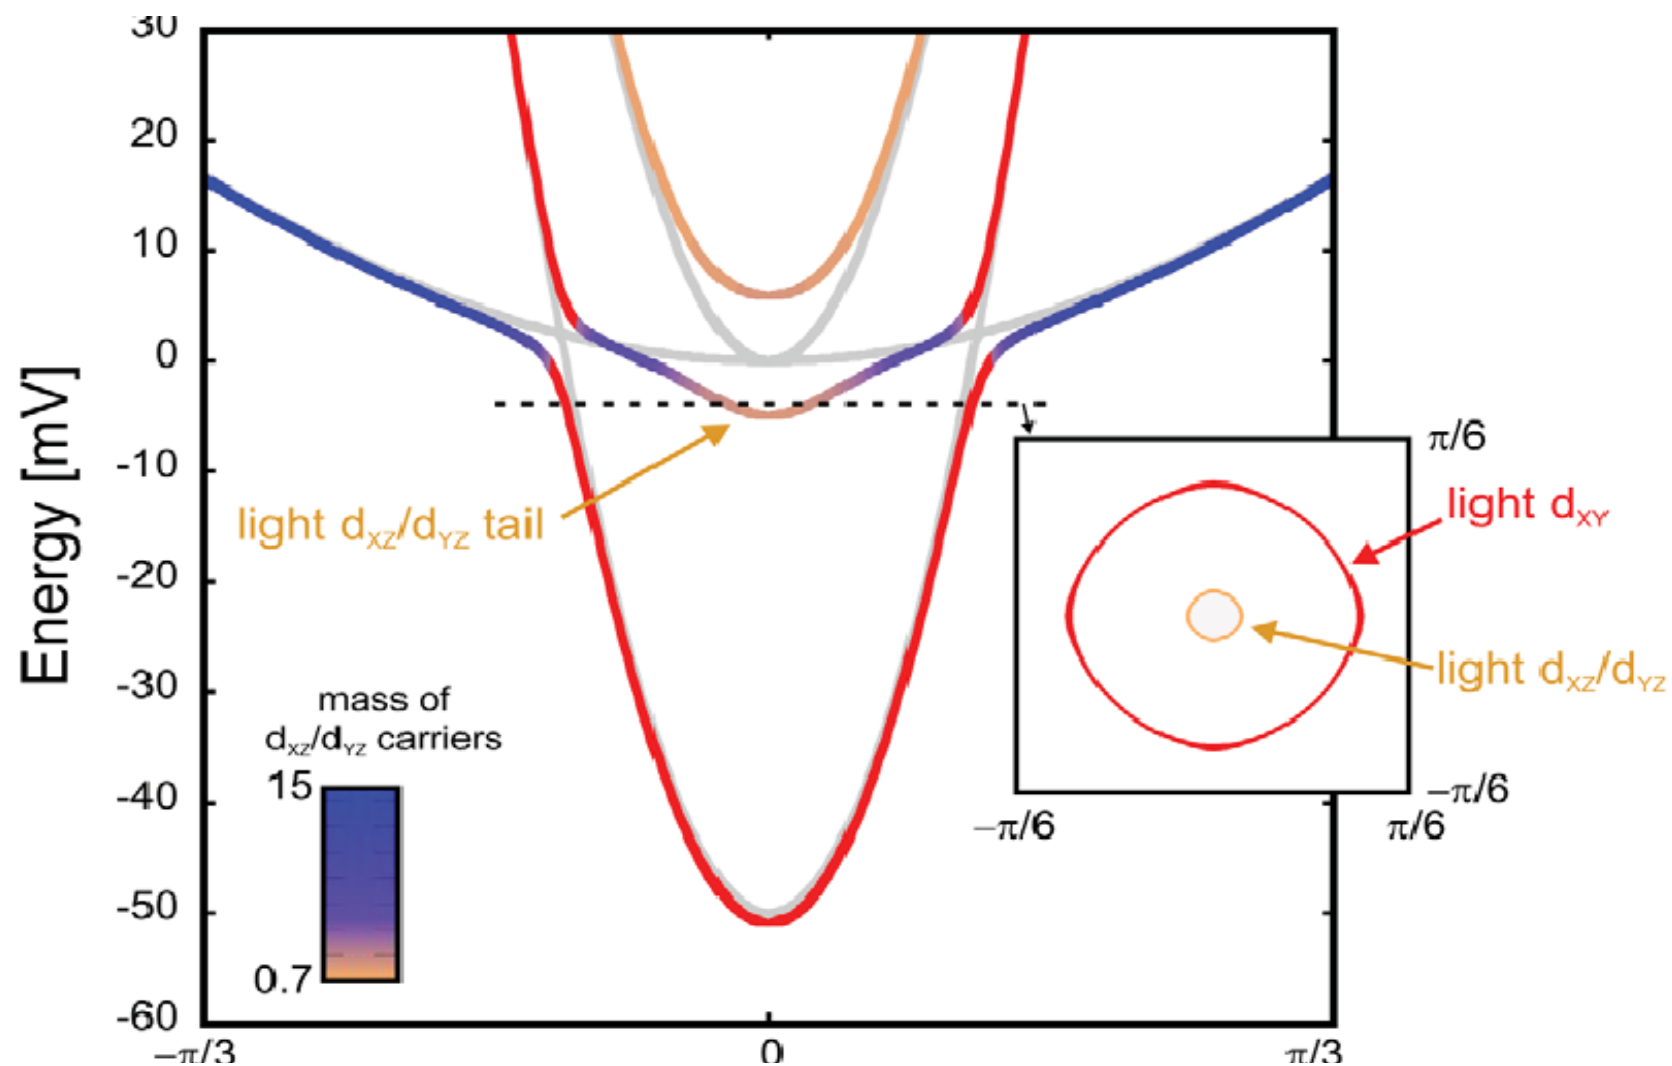 30
20
10
0
-10
-20
-30
-40
-50
-60
Energy [mV]
−π/3
0
π/3
light dXZ/dYZ tail
mass of
dXZ/dYZ carriers
15
0.7
π/6
−π/6
−π/6
π/6
light dXY
light dXZ/dYZ